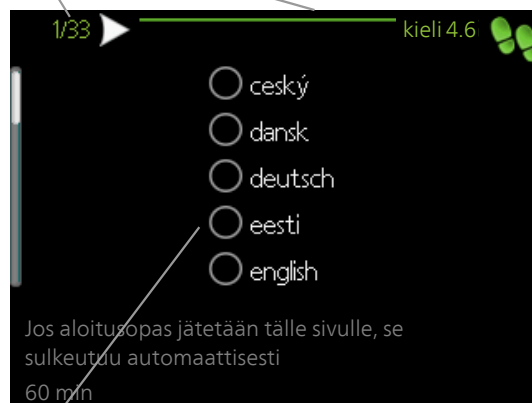 1/33
kieli 4.6
ceský
dansk
deutsch
eesti
english
Jos aloitusopas jätetään tälle sivulle, se
sulkeutuu automaattisesti
60 min